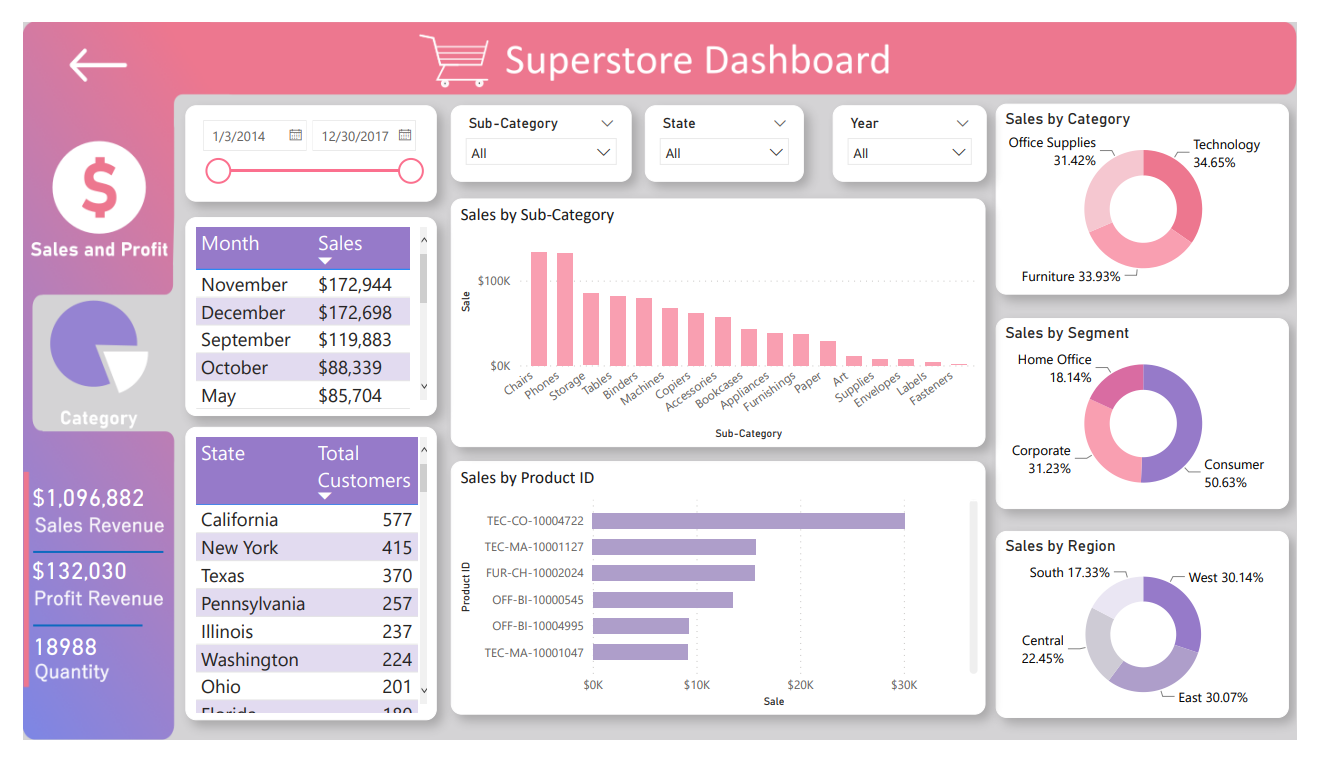 Superstore Dashboard
$
Sales and Profit
Category
$1,096,882
Sales Revenue
$132,030
Profit Revenue
18988
Quantity
1/3/2014 12/30/2017
Month Sales
November $172,944
December $172,698
September $119,883
October $88,339
May $85,704
State Total
Customers
California 577
New York 415
Texas 370
Pennsylvania 257
Illinois 237
Washington 224
Ohio 201
Florida 180
Sub-Category
All
State
All
Year
All
Sales by Sub-Category
Sale
$100K
$0K
Chairs
Phones
Storage
Tables
Binders
Machines
Copiers
Accessories
Bookcases
Appliances
Furnishings
Paper
Art
Supplies
Envelopes
Labels
Fasteners
Sub-Category
Sales by Product ID
Product ID
TEC-CO-10004722
TEC-MA-10001127
FUR-CH-10002024
OFF-BI-10000545
OFF-BI-10004995
TEC-MA-10001047
$0K $10K $20K $30K
Sale
Sales by Category
Office Supplies
31.42%
Technology
34.65%
Furniture 33.93%
Sales by Segment
Home Office
18.14%
Corporate
31.23%
Consumer
50.63%
Sales by Region
South 17.33%
West 30.14%
Central
22.45%
East 30.07%